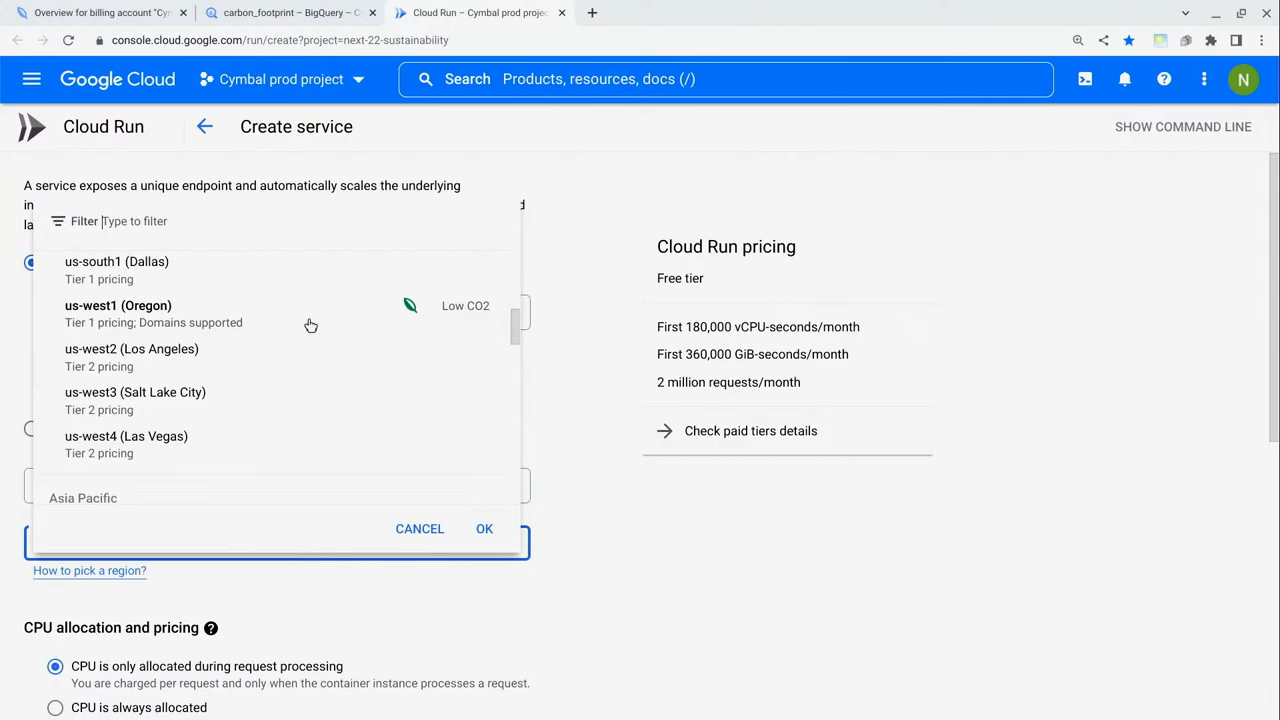 Overview for billing account "Cyn
carbon_footprint – BigQuery – C
Cloud Run – Cymbal prod projec
console.cloud.google.com/run/create?project=next-22-sustainability
Google Cloud
Cymbal prod project
Search Products, resources, docs (/)
N
Cloud Run
Create service
SHOW COMMAND LINE
A service exposes a unique endpoint and automatically scales the underlying
in
d
la
Filter Type to filter
us-south1 (Dallas)
Tier 1 pricing
us-west1 (Oregon)
Low CO2
Tier 1 pricing; Domains supported
us-west2 (Los Angeles)
Tier 2 pricing
us-west3 (Salt Lake City)
Tier 2 pricing
us-west4 (Las Vegas)
Tier 2 pricing
Asia Pacific
CANCEL
OK
How to pick a region?
CPU allocation and pricing
CPU is only allocated during request processing
You are charged per request and only when the container instance processes a request.
CPU is always allocated
Cloud Run pricing
Free tier
First 180,000 vCPU-seconds/month
First 360,000 GiB-seconds/month
2 million requests/month
Check paid tiers details